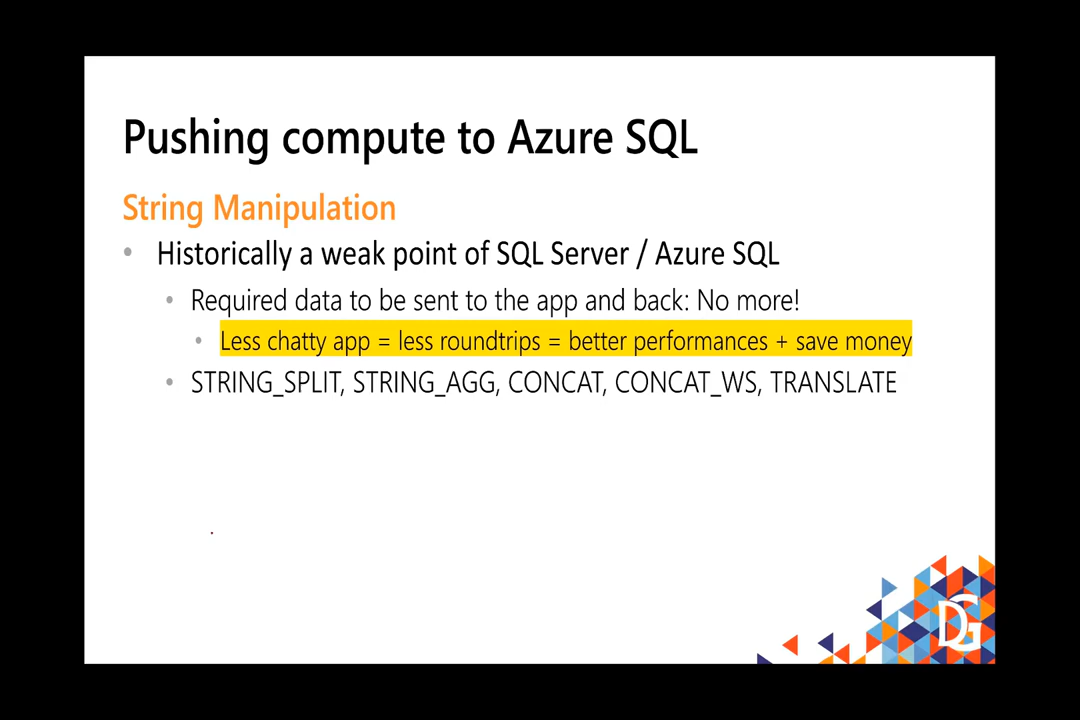 Pushing compute to Azure SQL
String Manipulation
• Historically a weak point of SQL Server / Azure SQL
• Required data to be sent to the app and back: No more!
• Less chatty app = less roundtrips = better performances + save money
• STRING_SPLIT, STRING_AGG, CONCAT, CONCAT_WS, TRANSLATE
DG